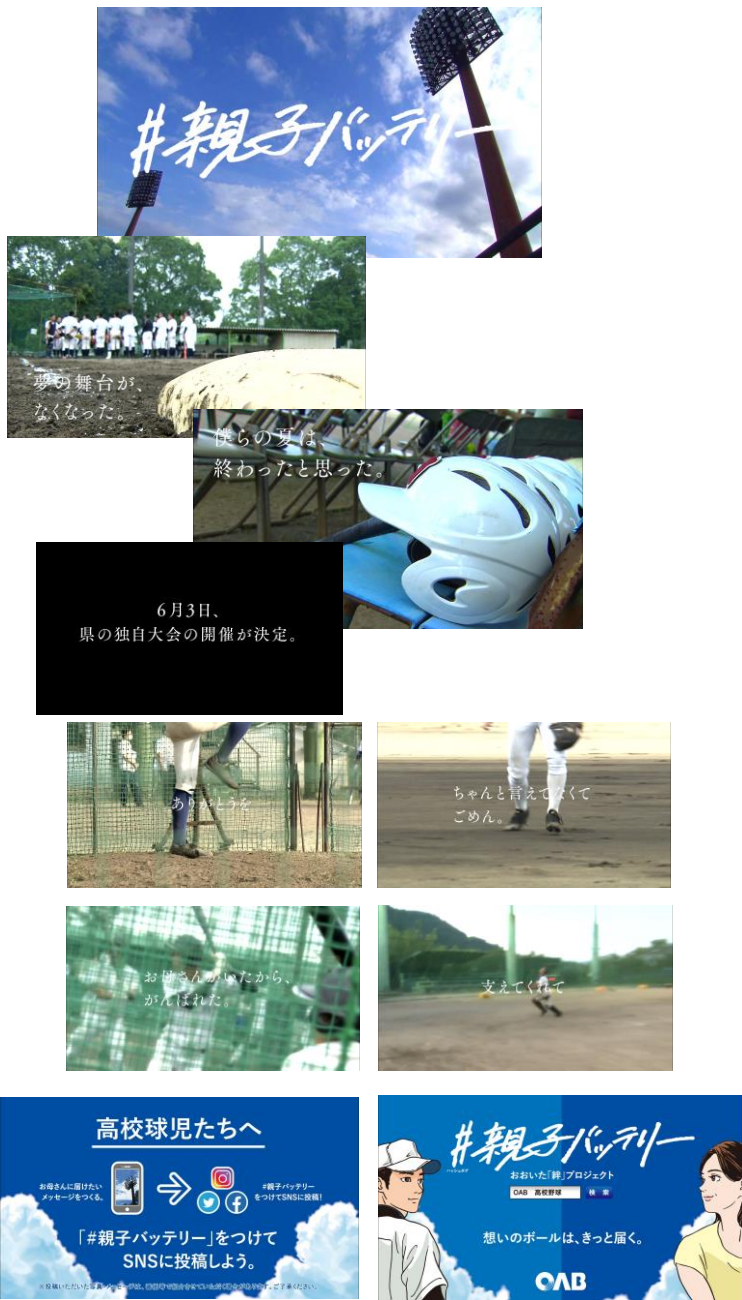 #親子バッテリー
夢の舞台が、
なくなった。
僕らの夏は、
終わったと思った。
6月3日、
県の独自大会の開催が決定。
ありがとうを
ちゃんと言えてなくて
ごめん。
お母さんがいたから、
がんばれた。
支えてくれて
高校球児たちへ
お母さんに届けたい
メッセージをつくる。
#親子バッテリー
をつけてSNSに投稿!
「#親子バッテリー」をつけて
SNSに投稿しよう。
#親子バッテリー
ハッシュタグ
おおいた「絆」プロジェクト
OAB 高校野球 検索
想いのボールは、きっと届く。
OAB